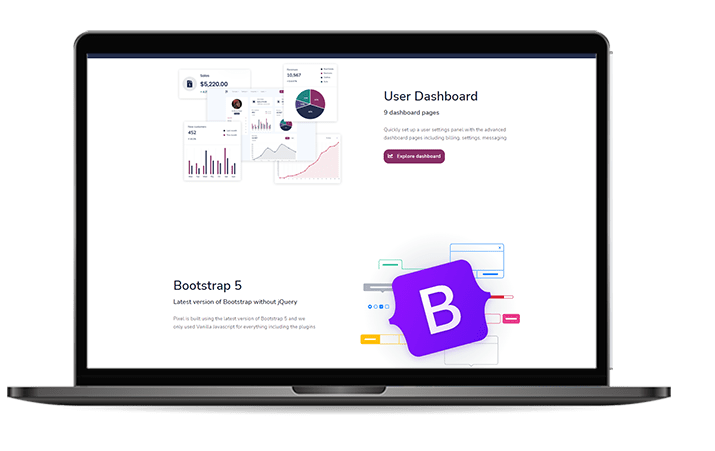 Sales
$5,220.00
10,967
User Dashboard
9 dashboard pages
Quickly set up a user settings panel with the advanced
dashboard pages including billing, settings, messaging
Explore dashboard
452
Bootstrap 5
Latest version of Bootstrap without jQuery
Pixel is built using the latest version of Bootstrap 5 and we
only used Vanilla Javascript for everything including the plugins
B